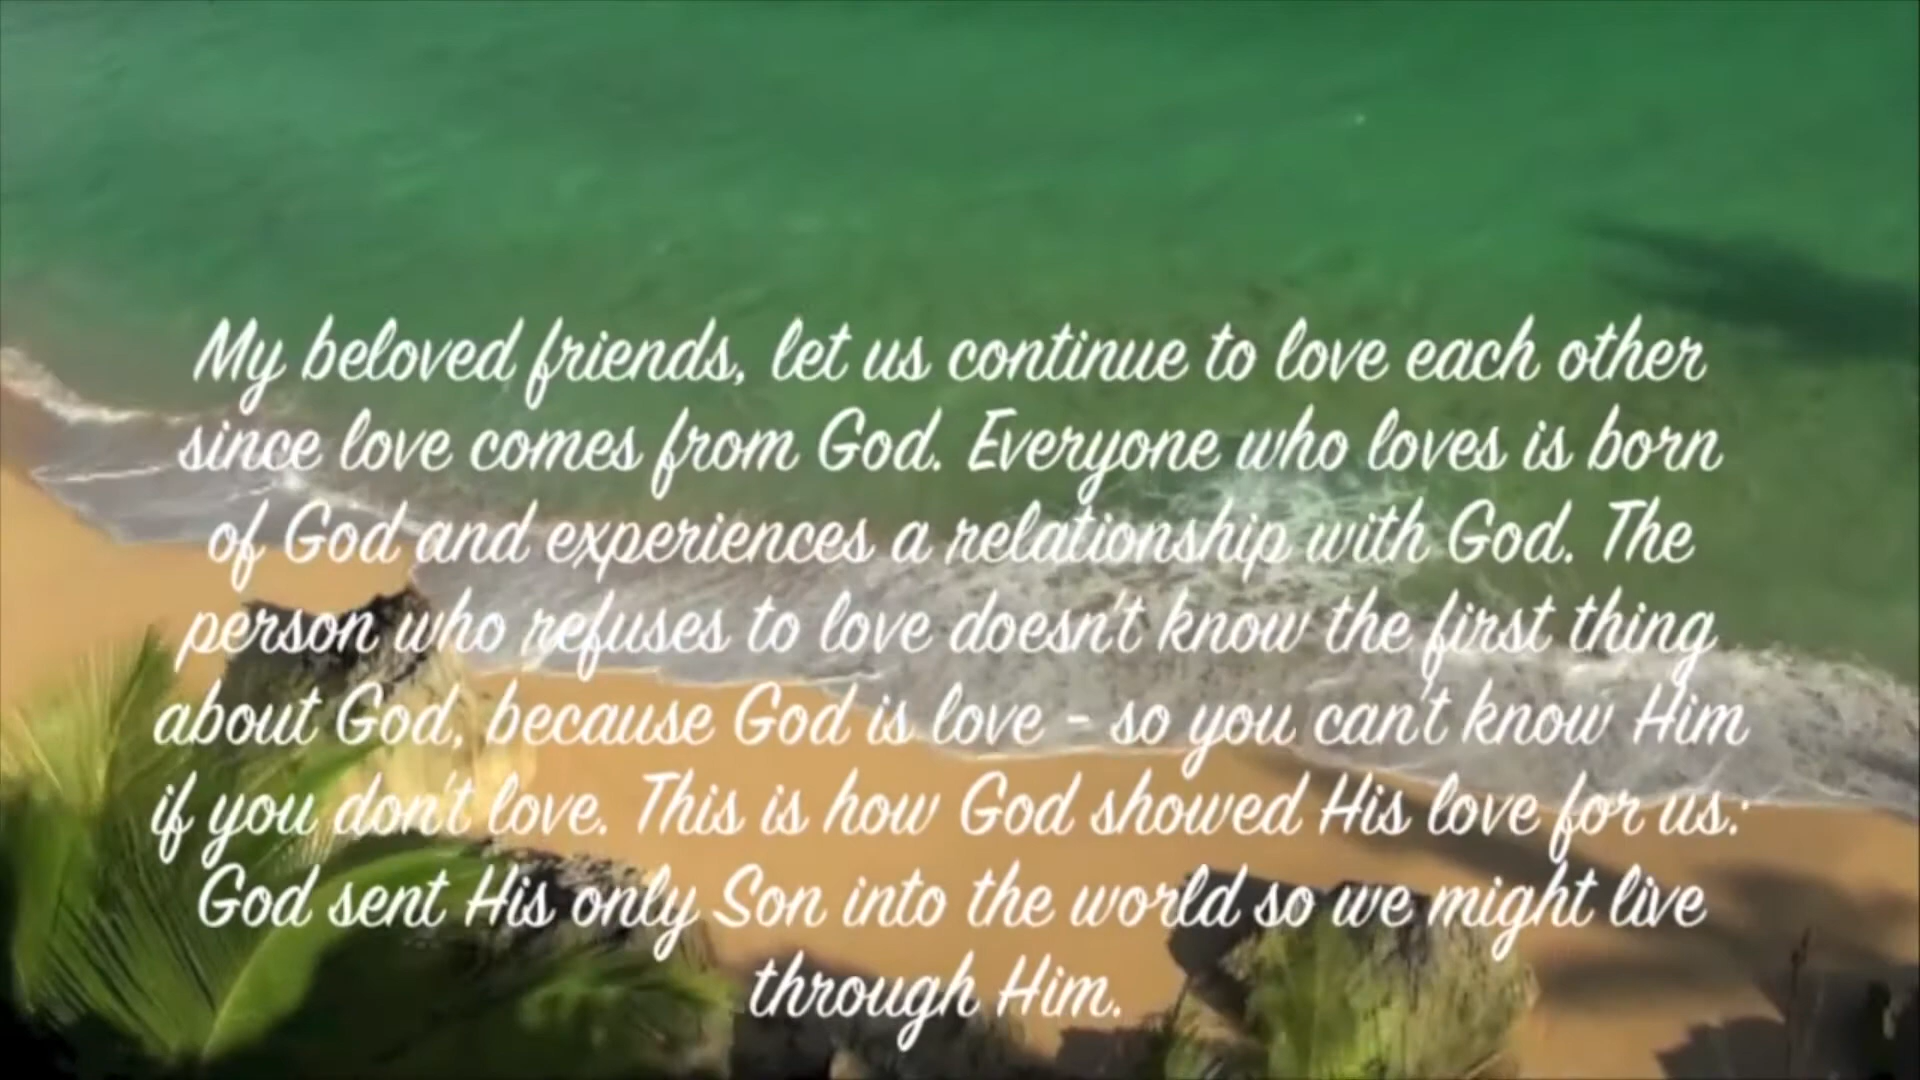 My beloved friends, let us continue to love each other
since love comes from God. Everyone who loves is born
of God and experiences a relationship with God. The
person who refuses to love doesn't know the first thing
about God, because God is love - so you can't know Him
if you don't love. This is how God showed His love for us:
God sent His only Son into the world so we might live
through Him.